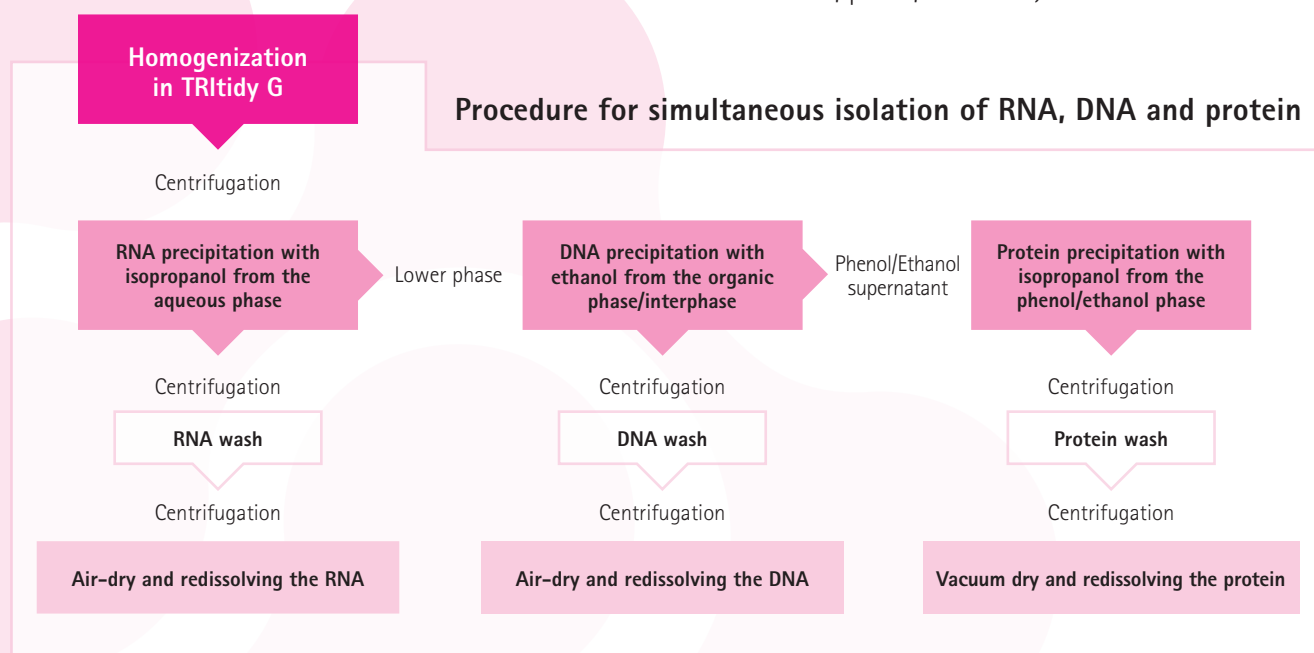 Homogenization
in TRItidy G
Procedure for simultaneous isolation of RNA, DNA and protein
Centrifugation
RNA precipitation with
isopropanol from the
aqueous phase
Lower phase
DNA precipitation with
ethanol from the organic
phase/interphase
Phenol/Ethanol
supernatant
Protein precipitation with
isopropanol from the
phenol/ethanol phase
Centrifugation
Centrifugation
Centrifugation
RNA wash
DNA wash
Protein wash
Centrifugation
Centrifugation
Centrifugation
Air-dry and redissolving the RNA
Air-dry and redissolving the DNA
Vacuum dry and redissolving the protein